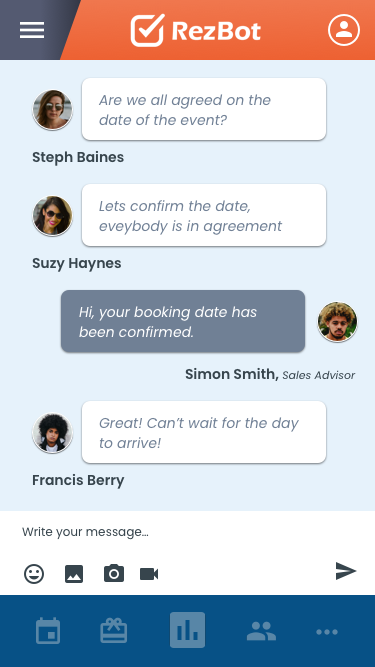 RezBot
Are we all agreed on the
date of the event?
Steph Baines
Lets confirm the date,
eveybody is in agreement
Suzy Haynes
Hi, your booking date has
been confirmed.
Simon Smith, Sales Advisor
Great! Can't wait for the day
to arrive!
Francis Berry
Write your message...